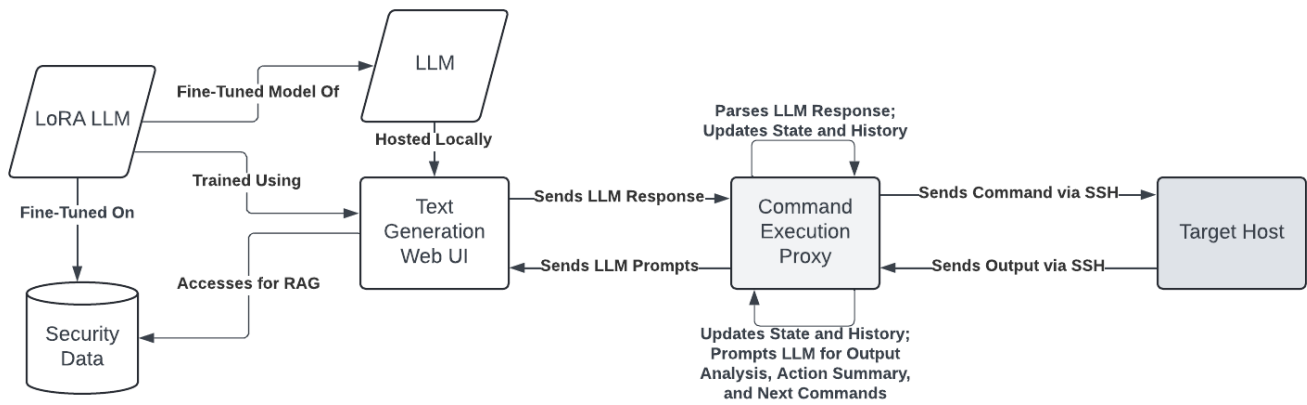 LLM
Fine-Tuned Model Of
LoRA LLM
Hosted Locally
Parses LLM Response;
Updates State and History
Trained Using
Fine-Tuned On
Text
Generation
Web UI
Sends LLM Response
Sends LLM Prompts
Command
Execution
Proxy
Sends Command via SSH
Sends Output via SSH
Target Host
Accesses for RAG
Security
Data
Updates State and History;
Prompts LLM for Output
Analysis, Action Summary,
and Next Commands